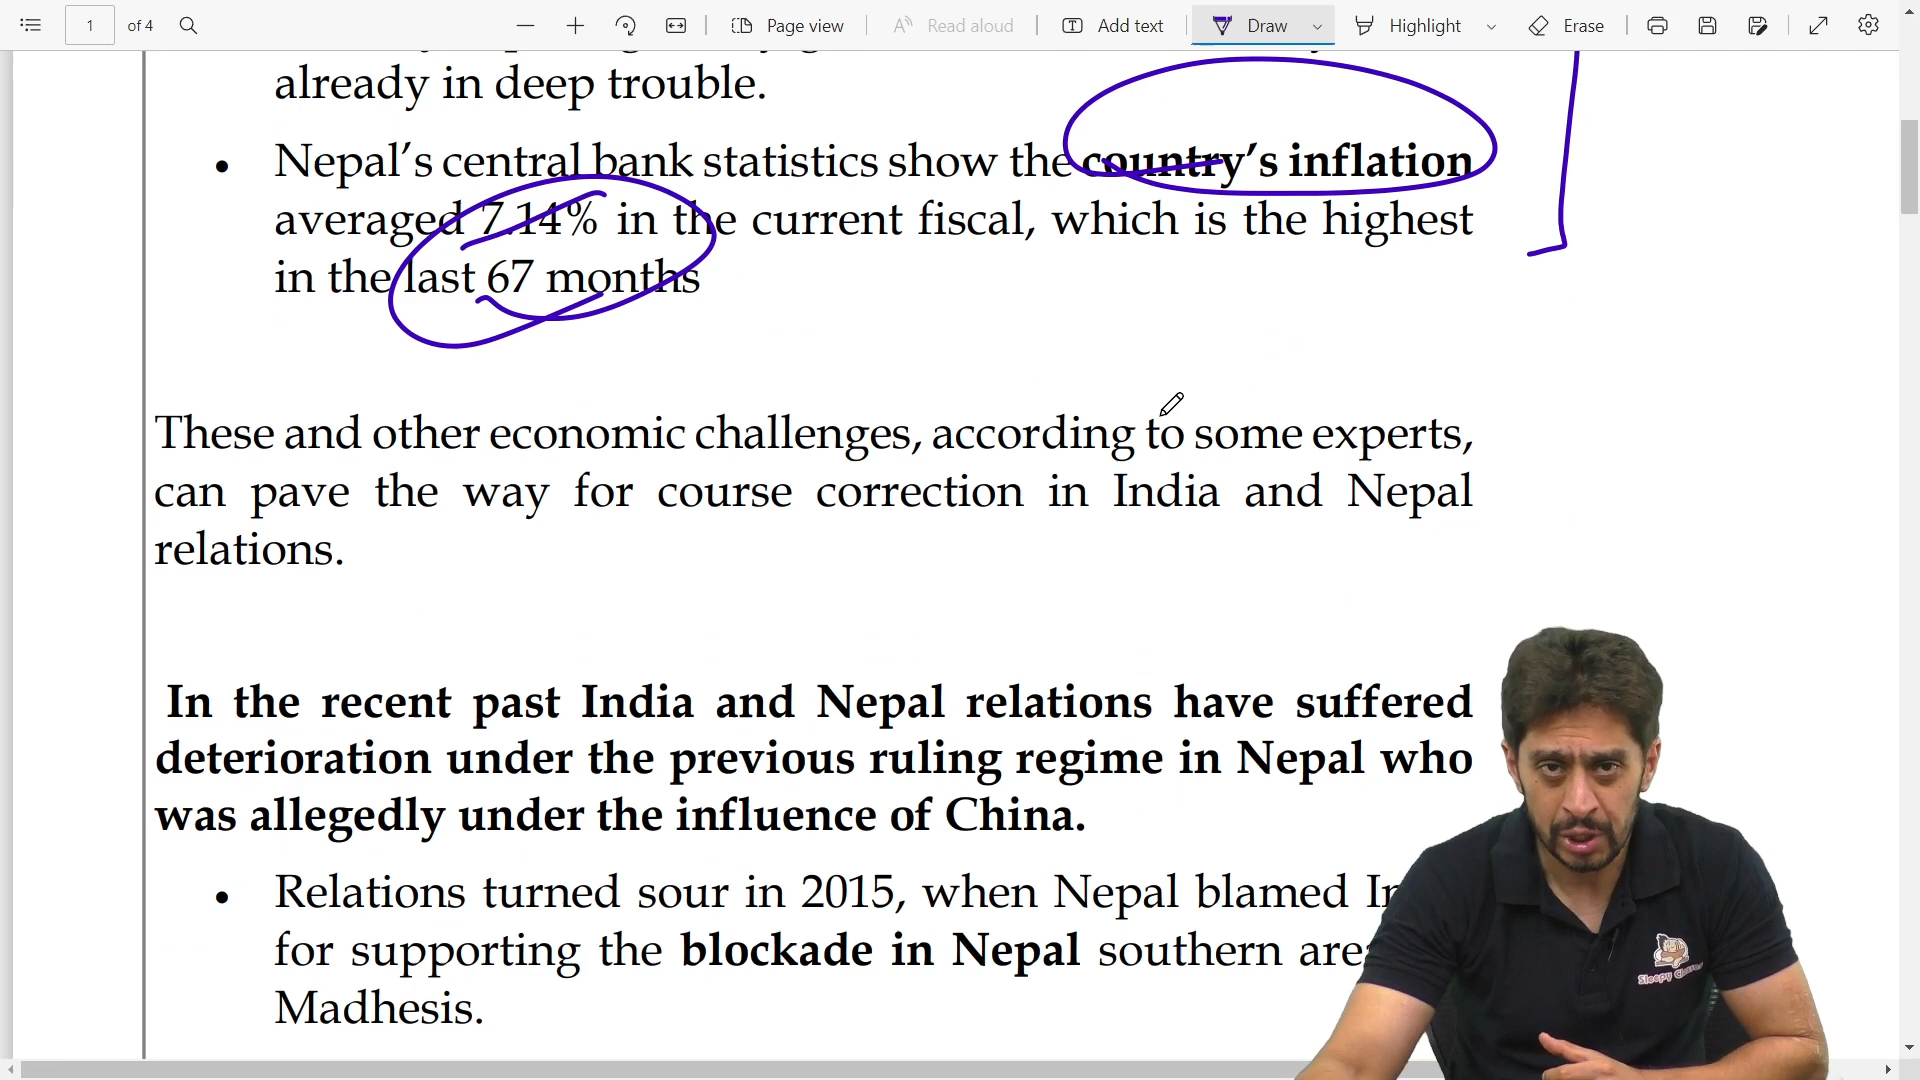 1 of 4 Page view Read aloud Add text Draw Highlight Erase
already in deep trouble.
• Nepal’s central bank statistics show the country’s inflation
averaged 7.14% in the current fiscal, which is the highest
in the last 67 months
These and other economic challenges, according to some experts,
can pave the way for course correction in India and Nepal
relations.
In the recent past India and Nepal relations have suffered
deterioration under the previous ruling regime in Nepal who
was allegedly under the influence of China.
• Relations turned sour in 2015, when Nepal blamed
for supporting the blockade in Nepal southern
Madhesis.
Sleepy